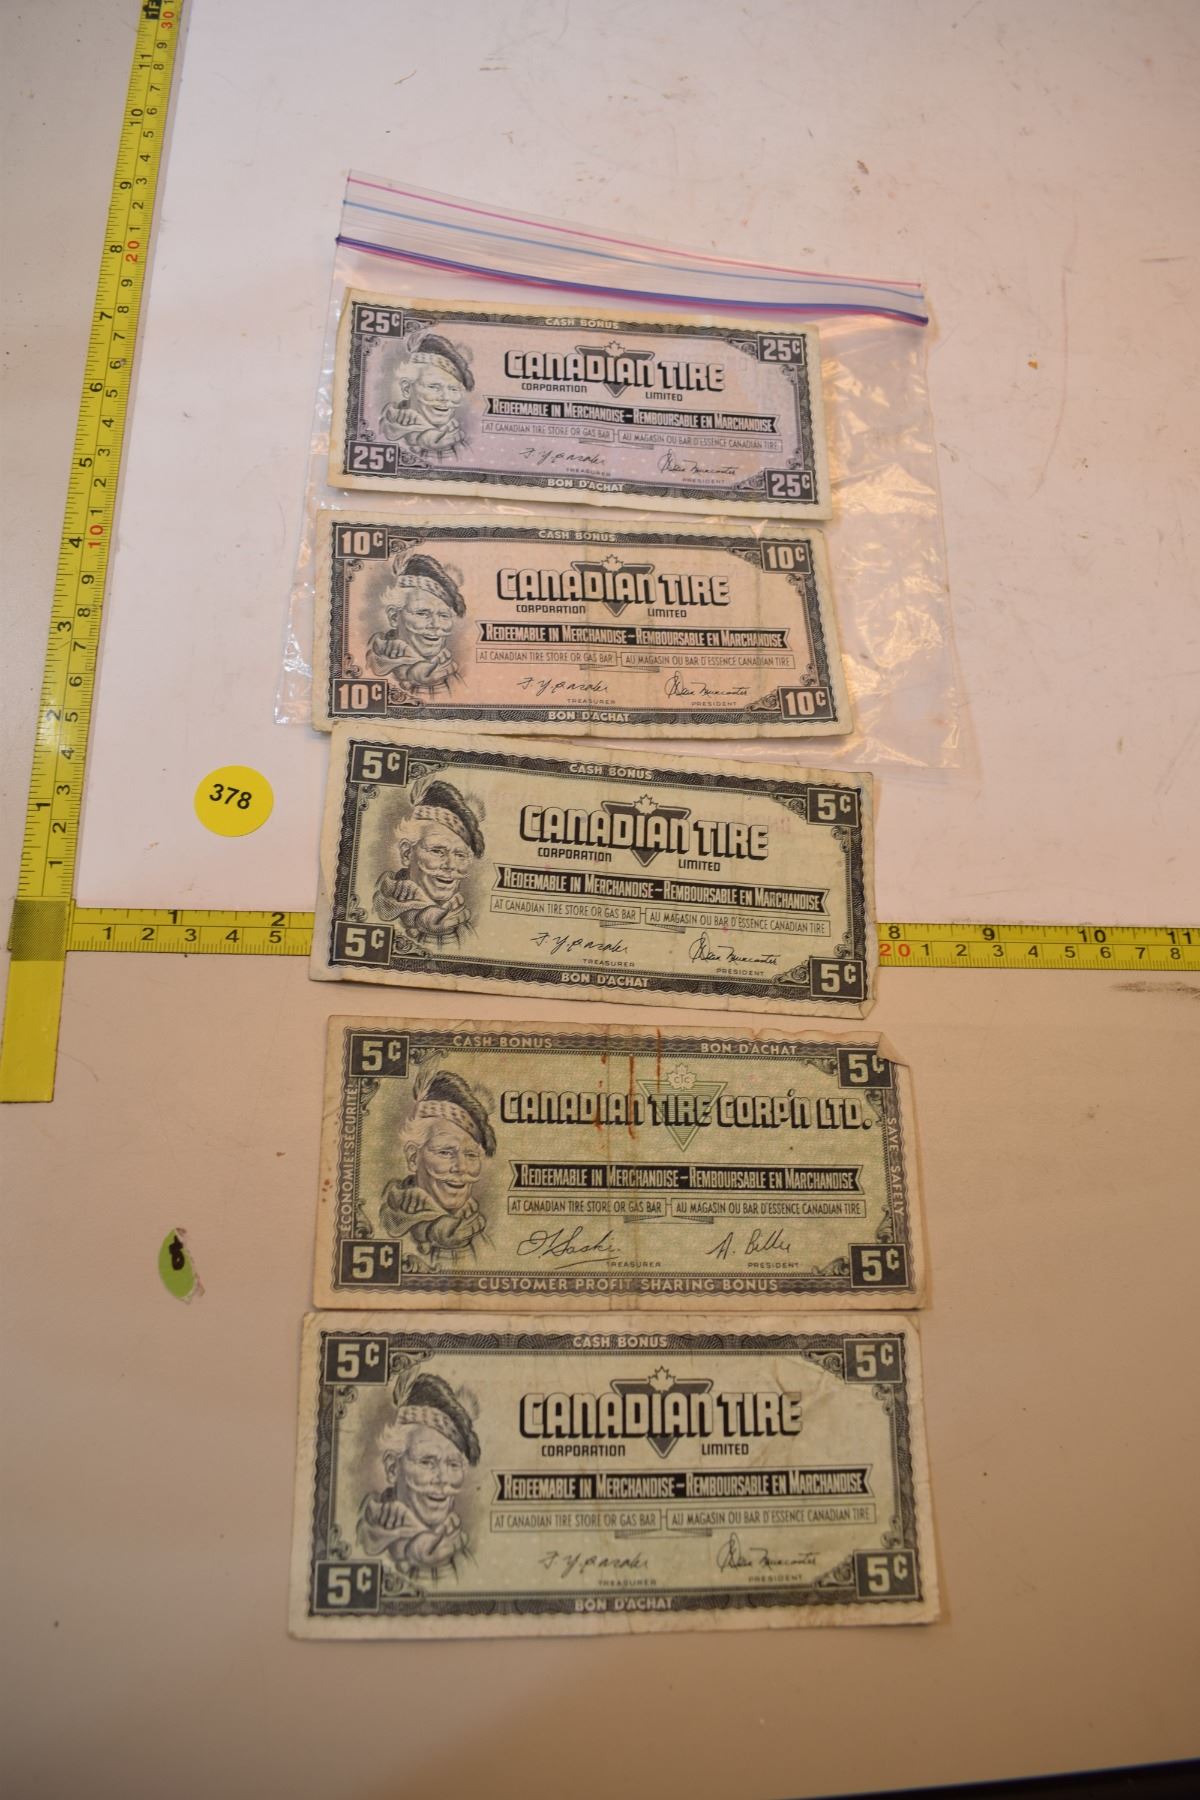 25¢ CASH BONUS 25¢
CANADIAN TIRE
CORPORATION LIMITED
REDEEMABLE IN MERCHANDISE – REMBOURSABLE EN MARCHANDISE
AT CANADIAN TIRE STORE OR GAS BAR AU MAGASIN OU BAR D'ESSENCE CANADIAN TIRE
TREASURER PRESIDENT
25¢ BON D'ACHAT 25¢
10¢ CASH BONUS 10¢
CANADIAN TIRE
CORPORATION LIMITED
REDEEMABLE IN MERCHANDISE – REMBOURSABLE EN MARCHANDISE
AT CANADIAN TIRE STORE OR GAS BAR AU MAGASIN OU BAR D'ESSENCE CANADIAN TIRE
TREASURER PRESIDENT
10¢ BON D'ACHAT 10¢
378
5¢ CASH BONUS 5¢
CANADIAN TIRE
CORPORATION LIMITED
REDEEMABLE IN MERCHANDISE – REMBOURSABLE EN MARCHANDISE
AT CANADIAN TIRE STORE OR GAS BAR AU MAGASIN OU BAR D'ESSENCE CANADIAN TIRE
TREASURER PRESIDENT
5¢ BON D'ACHAT 5¢
5¢ CASH BONUS BON D'ACHAT 5¢
CTC
CANADIAN TIRE CORP'N LTD.
ÉCONOMIE: SÉCURITÉ!
SAVE SAFELY
REDEEMABLE IN MERCHANDISE – REMBOURSABLE EN MARCHANDISE
AT CANADIAN TIRE STORE OR GAS BAR AU MAGASIN OU BAR D'ESSENCE CANADIAN TIRE
A. Billes
TREASURER PRESIDENT
5¢ CUSTOMER PROFIT SHARING BONUS 5¢
5¢ CASH BONUS 5¢
CANADIAN TIRE
CORPORATION LIMITED
REDEEMABLE IN MERCHANDISE – REMBOURSABLE EN MARCHANDISE
AT CANADIAN TIRE STORE OR GAS BAR AU MAGASIN OU BAR D'ESSENCE CANADIAN TIRE
TREASURER PRESIDENT
5¢ BON D'ACHAT 5¢